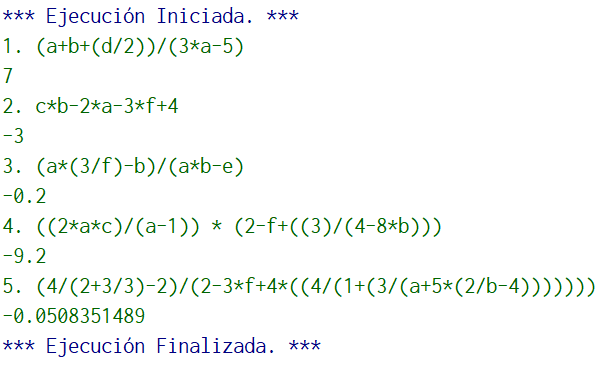 *** Ejecución Iniciada. ***
1. (a+b+(d/2))/(3*a-5)
7
2. c*b-2*a-3*f+4
-3
3. (a*(3/f)-b)/(a*b-e)
-0.2
4. ((2*a*c)/(a-1)) * (2-f+((3)/(4-8*b)))
-9.2
5. (4/(2+3/3)-2)/(2-3*f+4*((4/(1+(3/(a+5*(2/b-4)))))))
-0.0508351489
*** Ejecución Finalizada. ***